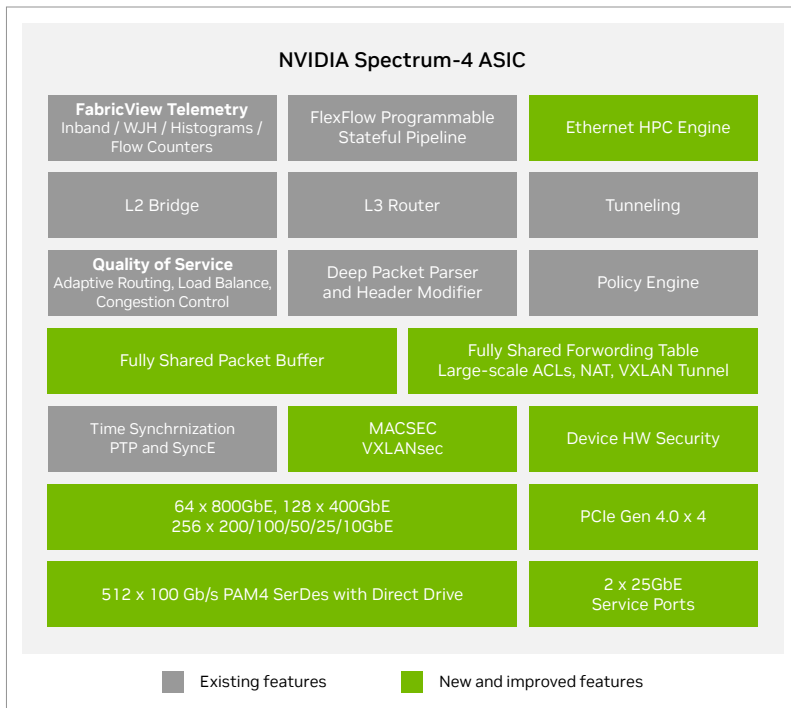 NVIDIA Spectrum-4 ASIC
FabricView Telemetry
Inband / WJH / Histograms /
Flow Counters
FlexFlow Programmable
Stateful Pipeline
Ethernet HPC Engine
L2 Bridge
L3 Router
Tunneling
Quality of Service
Adaptive Routing, Load Balance,
Congestion Control
Deep Packet Parser
and Header Modifier
Policy Engine
Fully Shared Packet Buffer
Fully Shared Forwording Table
Large-scale ACLs, NAT, VXLAN Tunnel
Time Synchrnization
PTP and SyncE
MACSEC
VXLANsec
Device HW Security
64 x 800GbE, 128 x 400GbE
256 x 200/100/50/25/10GbE
PCIe Gen 4.0 x 4
512 x 100 Gb/s PAM4 SerDes with Direct Drive
2 x 25GbE
Service Ports
Existing features
New and improved features